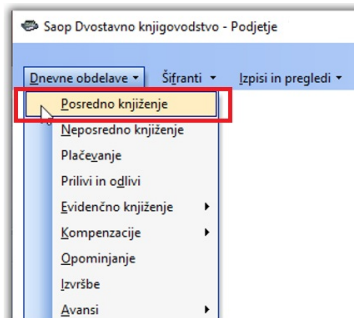 Saop Dvostavno knjigovodstvo - Podjetje
Dnevne obdelave Šifranti Izpisi in pregledi
Posredno knjiženje
Neposredno knjiženje
Plačevanje
Prilivi in odlivi
Evidenčno knjiženje
Kompenzacije
Opominjanje
Izvršbe
Avansi